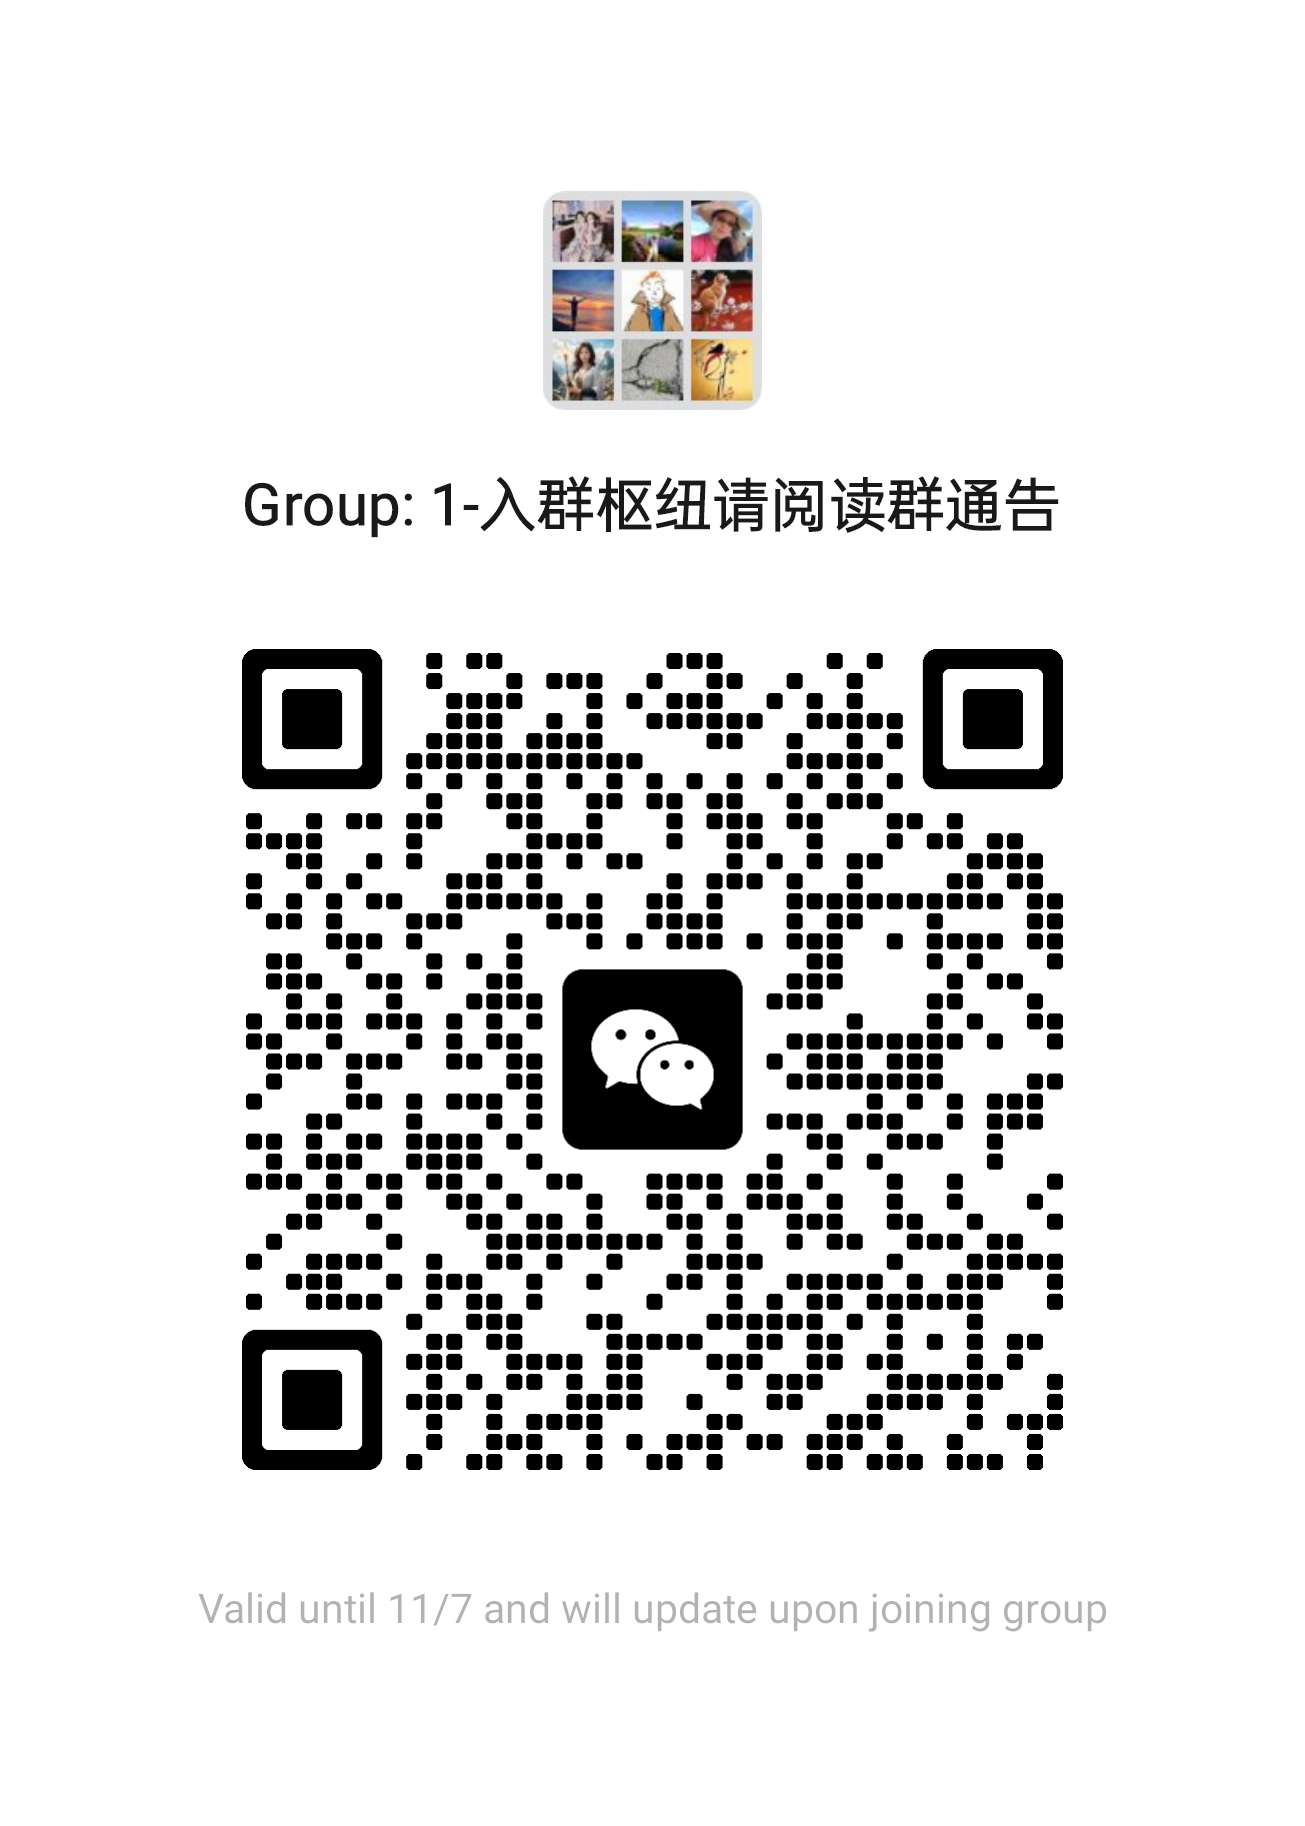 Group: 1-入群枢纽请阅读群通告
Valid until 11/7 and will update upon joining group